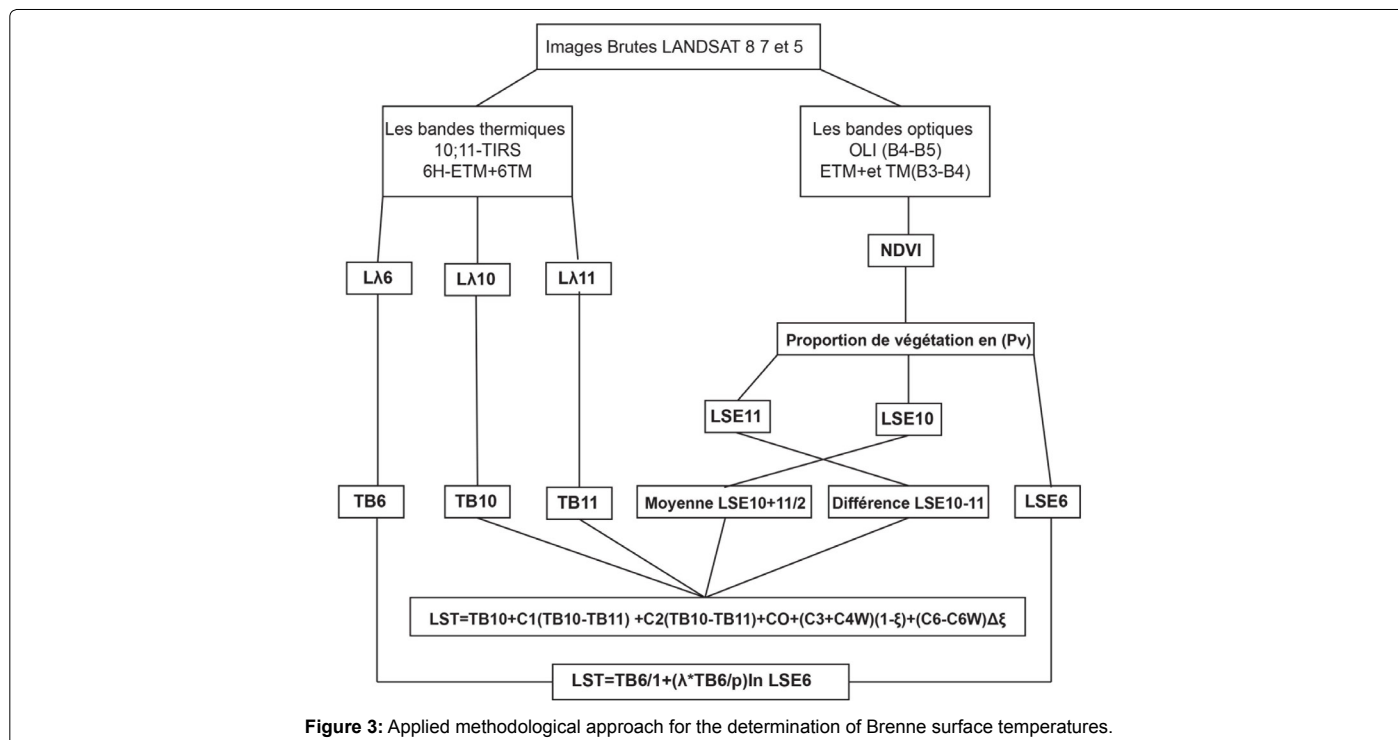 Images Brutes LANDSAT 8 7 et 5
Les bandes thermiques
10;11-TIRS
6H-ETM+6TM
Les bandes optiques
OLI (B4-B5)
ETM+et TM(B3-B4)
NDVI
Lλ6
Lλ10
Lλ11
Proportion de végétation en (Pv)
LSE11
LSE10
TB6
TB10
TB11
Moyenne LSE10+11/2
Différence LSE10-11
LSE6
LST=TB10+C1(TB10-TB11) +C2(TB10-TB11)+CO+(C3+C4W)(1-ξ)+(C6-C6W)Δξ
LST=TB6/1+(λ*TB6/p)In LSE6
Figure 3: Applied methodological approach for the determination of Brenne surface temperatures.